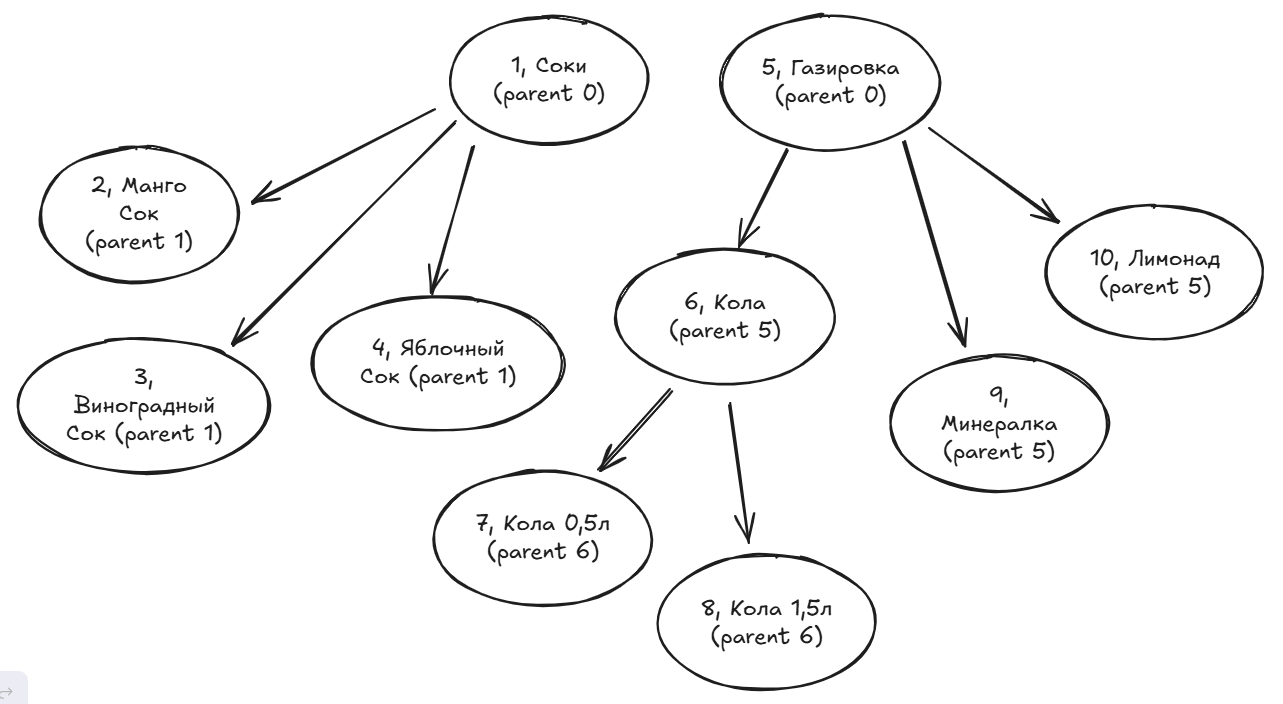 1, Соки
(parent 0)
5, Газировка
(parent 0)
2, Манго
Сок
(parent 1)
3,
Виноградный
Сок (parent 1)
4, Яблочный
Сок (parent 1)
6, Кола
(parent 5)
10, Лимонад
(parent 5)
9,
Минералка
(parent 5)
7, Кола 0,5л
(parent 6)
8, Кола 1,5л
(parent 6)